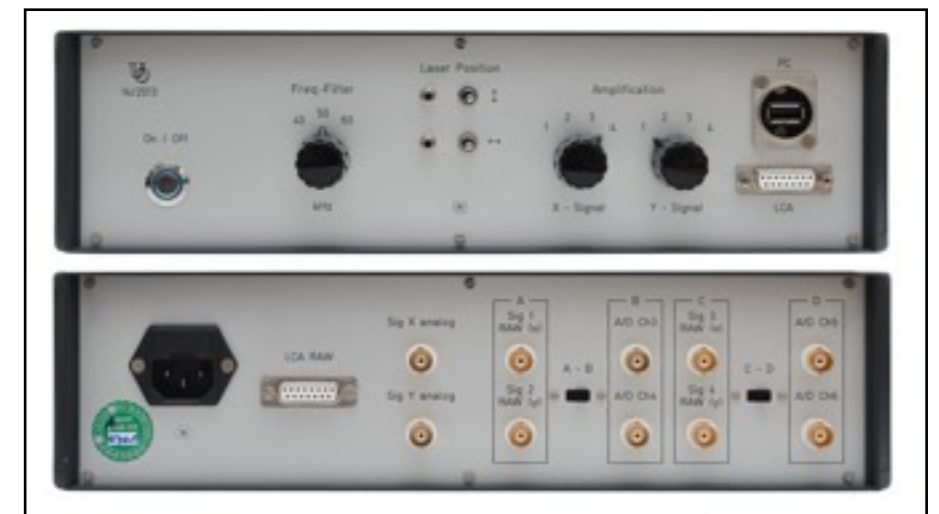 14/2013
On / Off
Freq.-Filter
40 50 60
kHz
Laser Position
Amplification
1 2 3 4
1 2 3 4
X - Signal
Y - Signal
PC
LCA
LCA RAW
Sig X analog
Sig Y analog
A
Sig 1
RAW (x)
Sig 2
RAW (y)
A - B
B
A/D Ch3
A/D Ch4
C
Sig 3
RAW (x)
Sig 4
RAW (y)
C - D
D
A/D Ch5
A/D Ch6